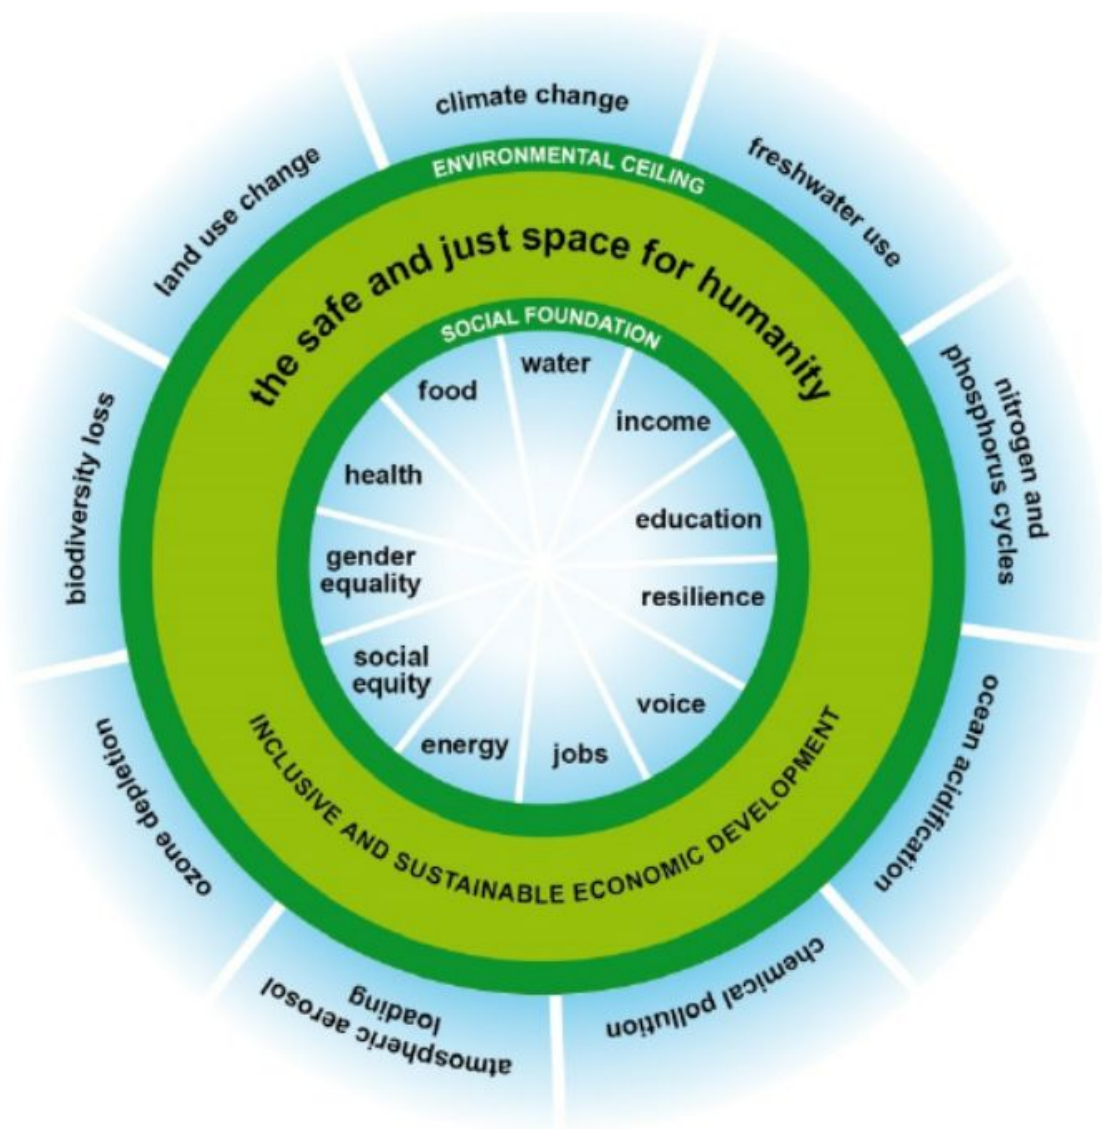 climate change
freshwater use
nitrogen and
phosphorus cycles
ocean acidification
chemical pollution
atmospheric aerosol
loading
ozone depletion
biodiversity loss
land use change
ENVIRONMENTAL CEILING
the safe and just space for humanity
SOCIAL FOUNDATION
water
income
education
resilience
voice
jobs
energy
social
equity
gender
equality
health
food
INCLUSIVE AND SUSTAINABLE ECONOMIC DEVELOPMENT